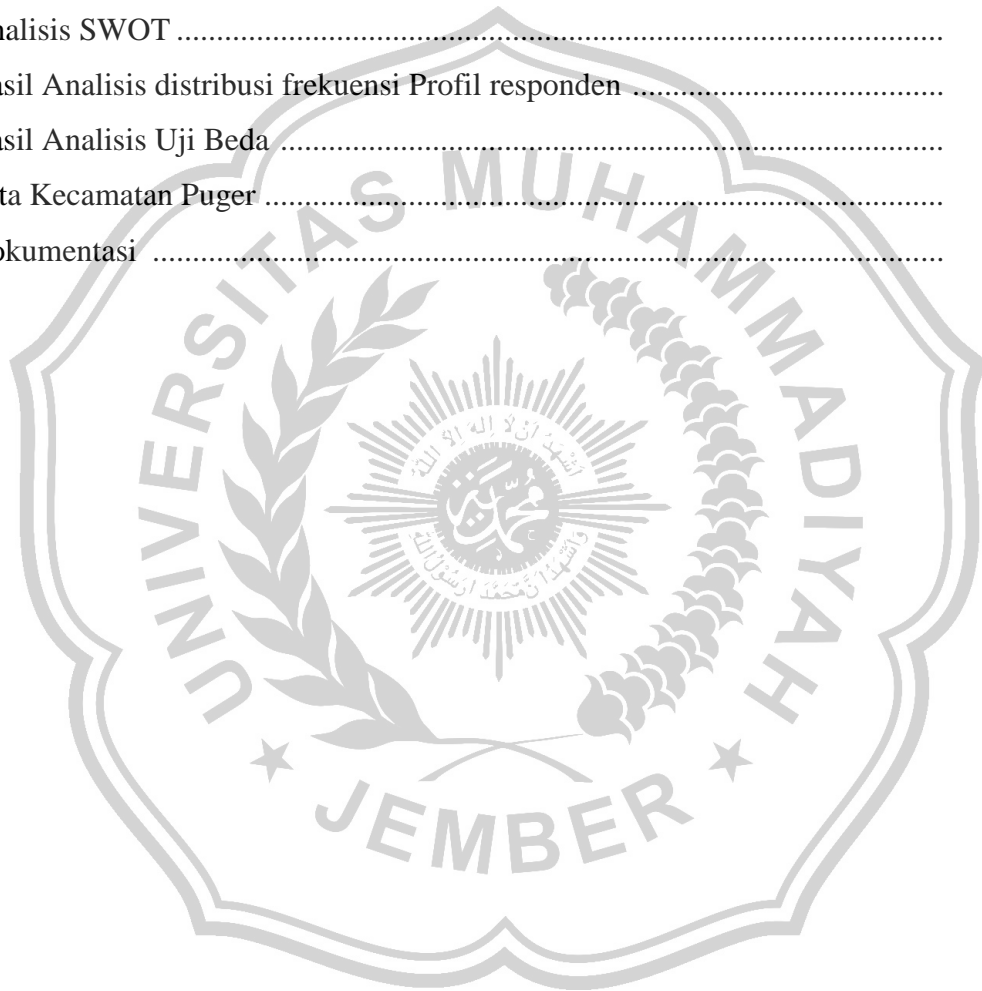 nalisis SWOT ........................................................................................
asil Analisis distribusi frekuensi Profil responden ....................................
asil Analisis Uji Beda ............................................................................
ta Kecamatan Puger ..............................................................................
okumentasi ...........................................................................................
UNIVERSITAS MUHAMMADIYAH
JEMBER